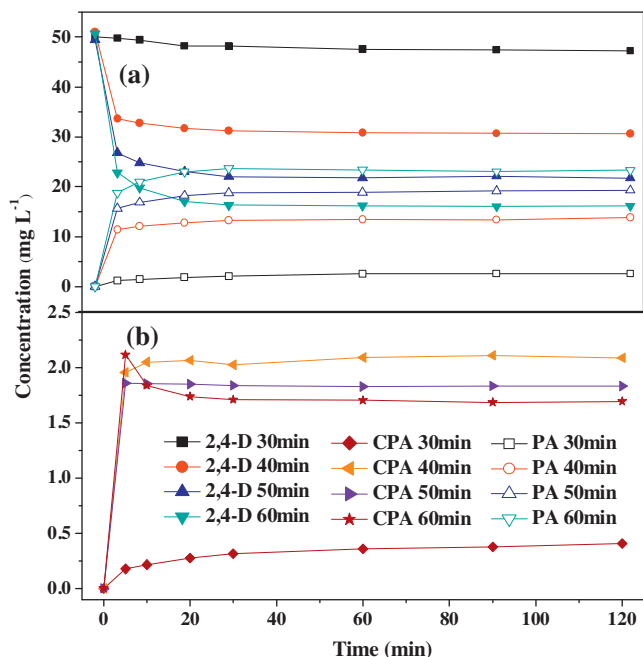 Concentration (mg L⁻¹)
50
40
30
20
10
0
(a)
2.5
2.0
1.5
1.0
0.5
0.0
(b)
2,4-D 30min CPA 30min PA 30min
2,4-D 40min CPA 40min PA 40min
2,4-D 50min CPA 50min PA 50min
2,4-D 60min CPA 60min PA 60min
0 20 40 60 80 100 120
Time (min)